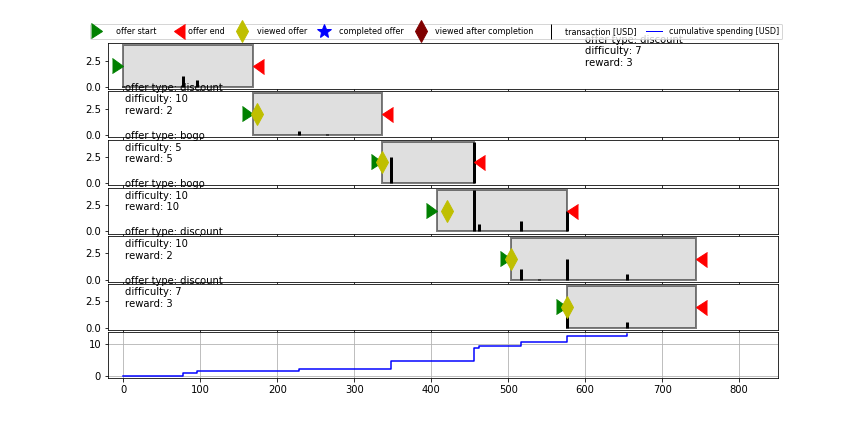 offer start offer end viewed offer completed offer viewed after completion transaction [USD] cumulative spending [USD]
offer type: discount
difficulty: 7
reward: 3
2.5
0.0
offer type: discount
difficulty: 10
reward: 2
2.5
0.0
offer type: bogo
difficulty: 5
reward: 5
2.5
0.0
offer type: bogo
difficulty: 10
reward: 10
2.5
0.0
offer type: discount
difficulty: 10
reward: 2
2.5
0.0
offer type: discount
difficulty: 7
reward: 3
2.5
0.0
10
0
0 100 200 300 400 500 600 700 800